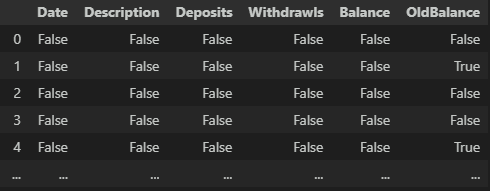 Date Description Deposits Withdrawls Balance OldBalance
0 False False False False False False
1 False False False False False True
2 False False False False False False
3 False False False False False False
4 False False False False False True
... ... ... ... ... ... ...